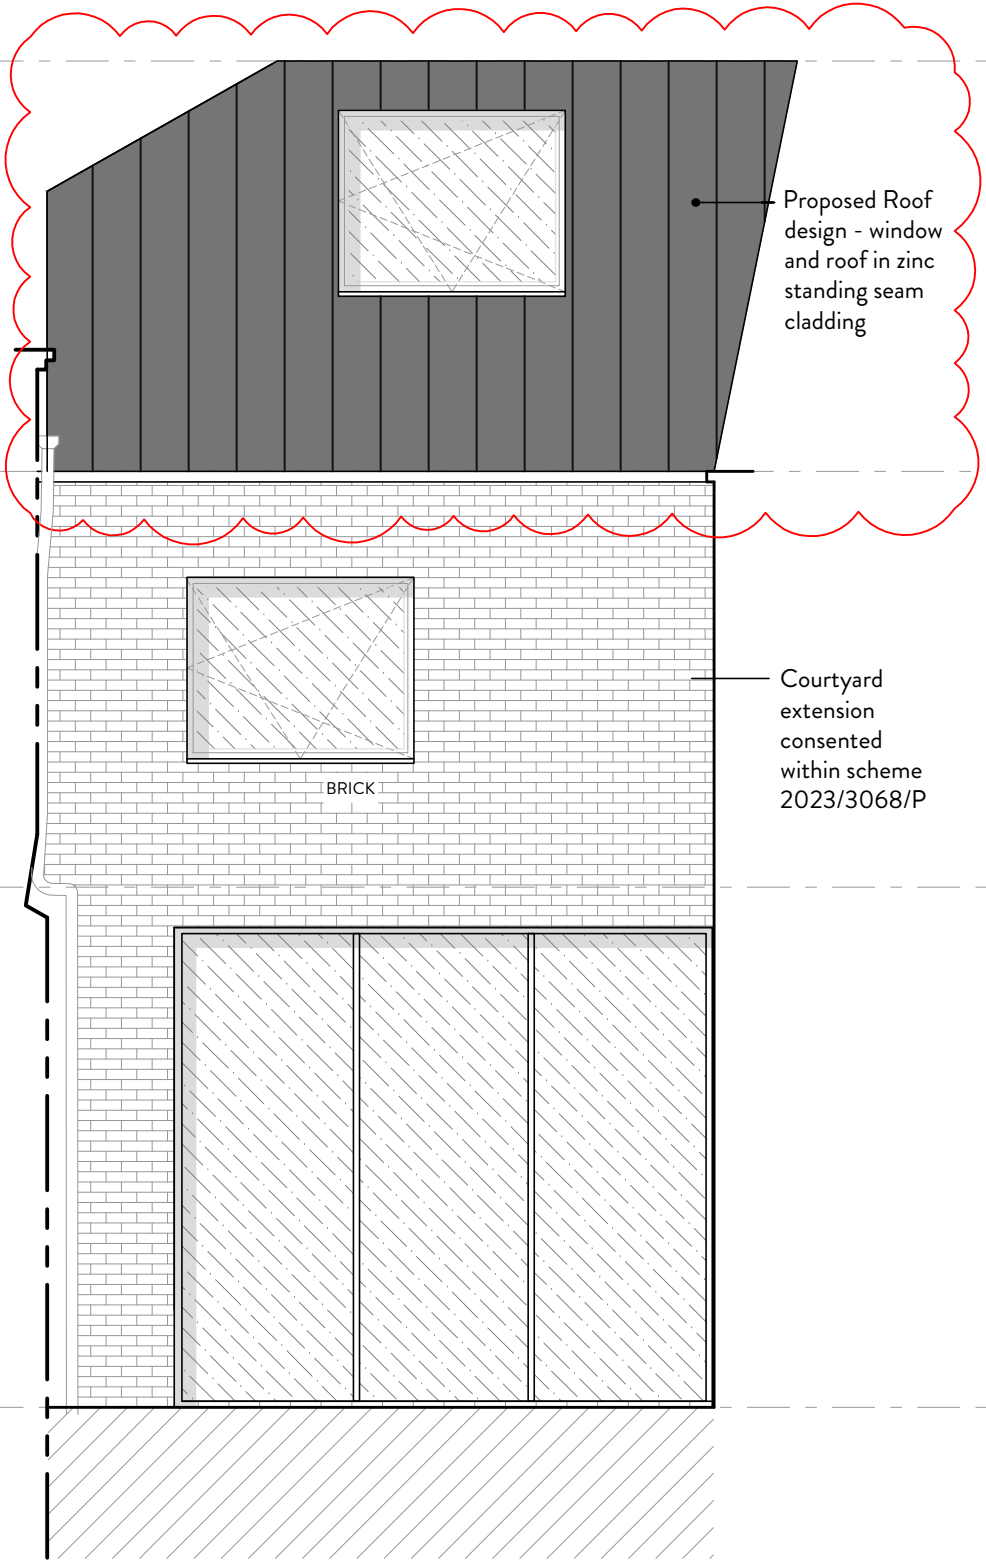 Proposed Roof
design - window
and roof in zinc
standing seam
cladding
Courtyard
extension
consented
within scheme
2023/3068/P
BRICK